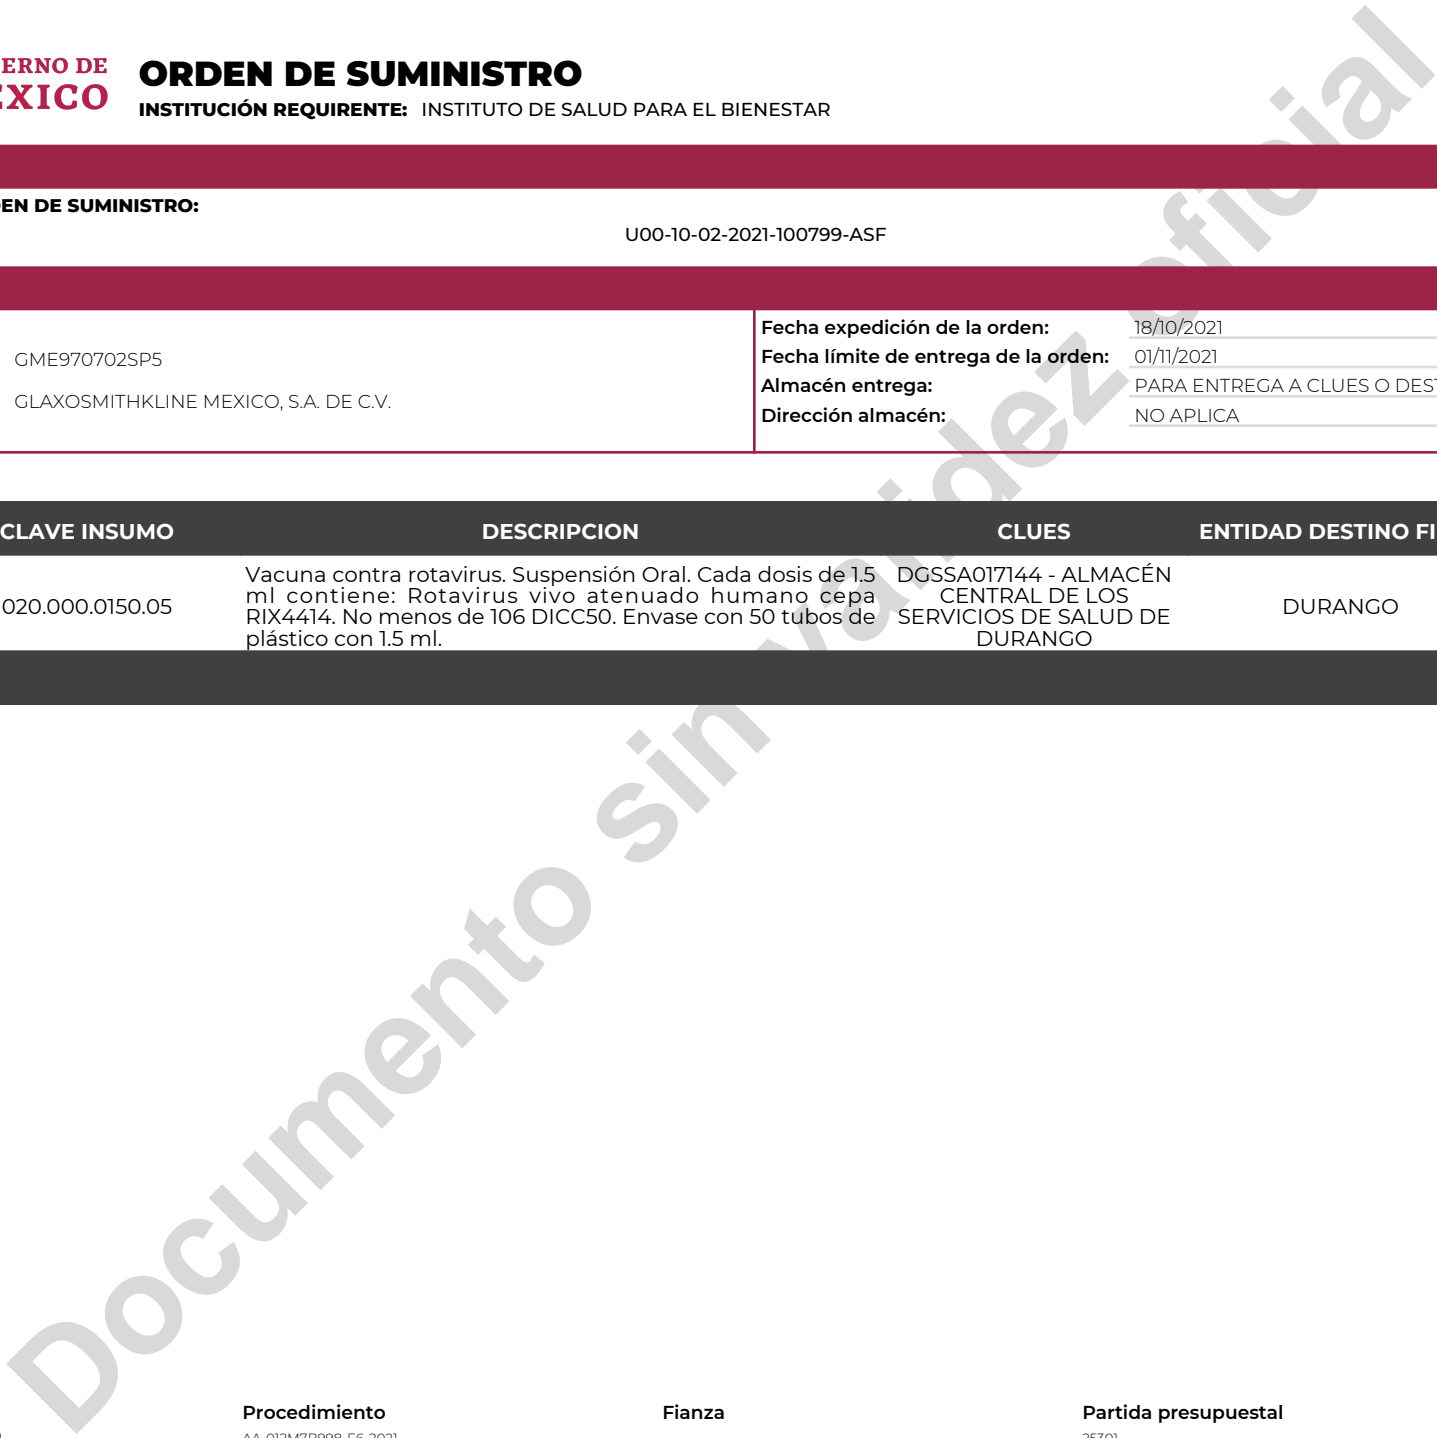 ERNO DE
ORDEN DE SUMINISTRO
INSTITUCIÓN REQUIRENTE: INSTITUTO DE SALUD PARA EL BIENESTAR
EN DE SUMINISTRO:
U00-10-02-2021-100799-ASF
GME970702SP5
GLAXOSMITHKLINE MEXICO, S.A. DE C.V.
Fecha expedición de la orden: 18/10/2021
Fecha límite de entrega de la orden: 01/11/2021
Almacén entrega: PARA ENTREGA A CLUES O DEST
Dirección almacén: NO APLICA
CLAVE INSUMO DESCRIPCION CLUES ENTIDAD DESTINO FI
020.000.0150.05
Vacuna contra rotavirus. Suspensión Oral. Cada dosis de 1.5
ml contiene: Rotavirus vivo atenuado humano cepa
RIX4414. No menos de 106 DICC50. Envase con 50 tubos de
plástico con 1.5 ml.
DGSSA017144 - ALMACÉN
CENTRAL DE LOS
SERVICIOS DE SALUD DE
DURANGO
DURANGO
Documento sin validez oficial
Procedimiento Fianza Partida presupuestal